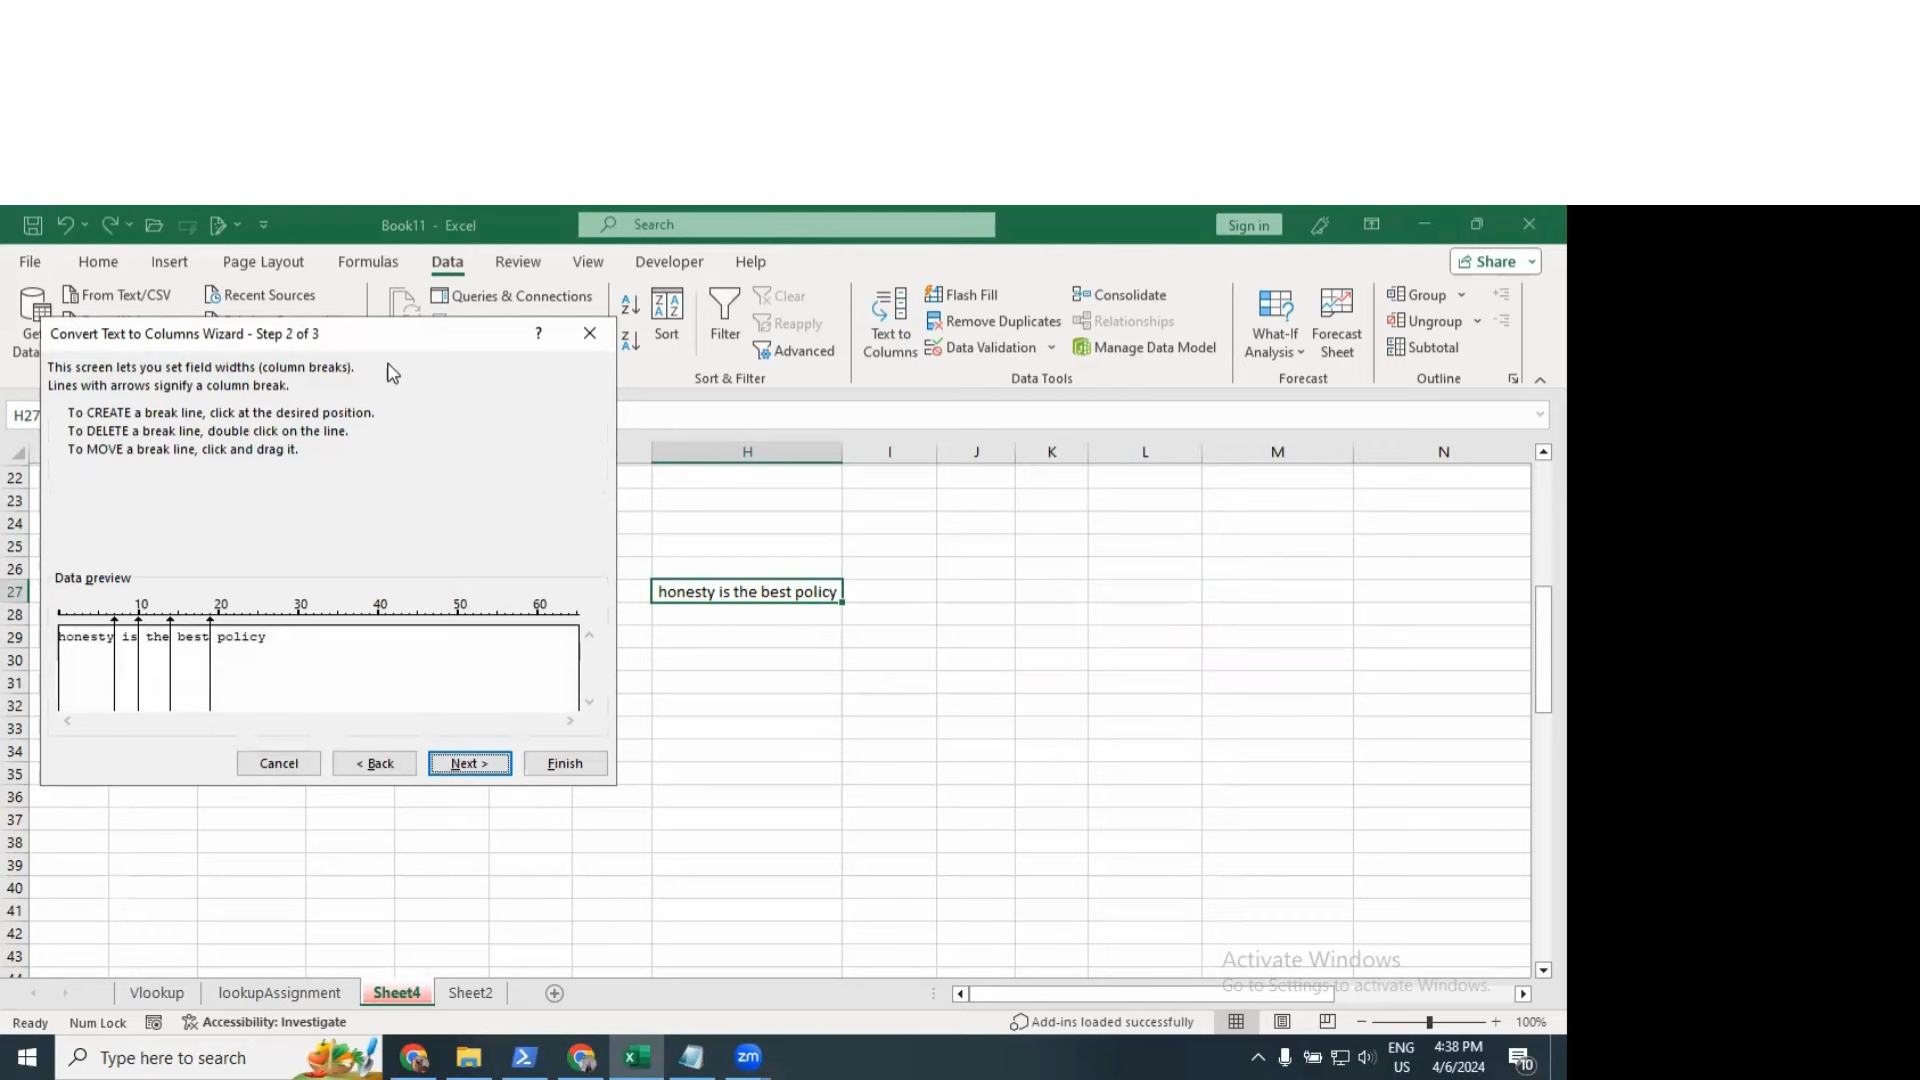 Book11 - Excel
Search
Sign in
File
Home
Insert
Page Layout
Formulas
Data
Review
View
Developer
Help
Share
From Text/CSV
Recent Sources
Queries & Connections
Sort
Filter
Clear
Reapply
Advanced
Sort & Filter
Text to
Columns
Flash Fill
Remove Duplicates
Data Validation
Consolidate
Relationships
Manage Data Model
Data Tools
What-If
Analysis
Forecast
Sheet
Forecast
Group
Ungroup
Subtotal
Outline
Get
Data
Convert Text to Columns Wizard - Step 2 of 3
?
This screen lets you set field widths (column breaks).
Lines with arrows signify a column break.
To CREATE a break line, click at the desired position.
To DELETE a break line, double click on the line.
To MOVE a break line, click and drag it.
Data preview
10 20 30 40 50 60
honesty is the best policy
Cancel
< Back
Next >
Finish
H27
H I J K L M N
22
23
24
25
26
27 honesty is the best policy
28
29
30
31
32
33
34
35
36
37
38
39
40
41
42
43
Activate Windows
Go to Settings to activate Windows.
Vlookup
lookupAssignment
Sheet4
Sheet2
Ready
Num Lock
Accessibility: Investigate
Add-ins loaded successfully
100%
Type here to search
zm
ENG
US
4:38 PM
4/6/2024
10